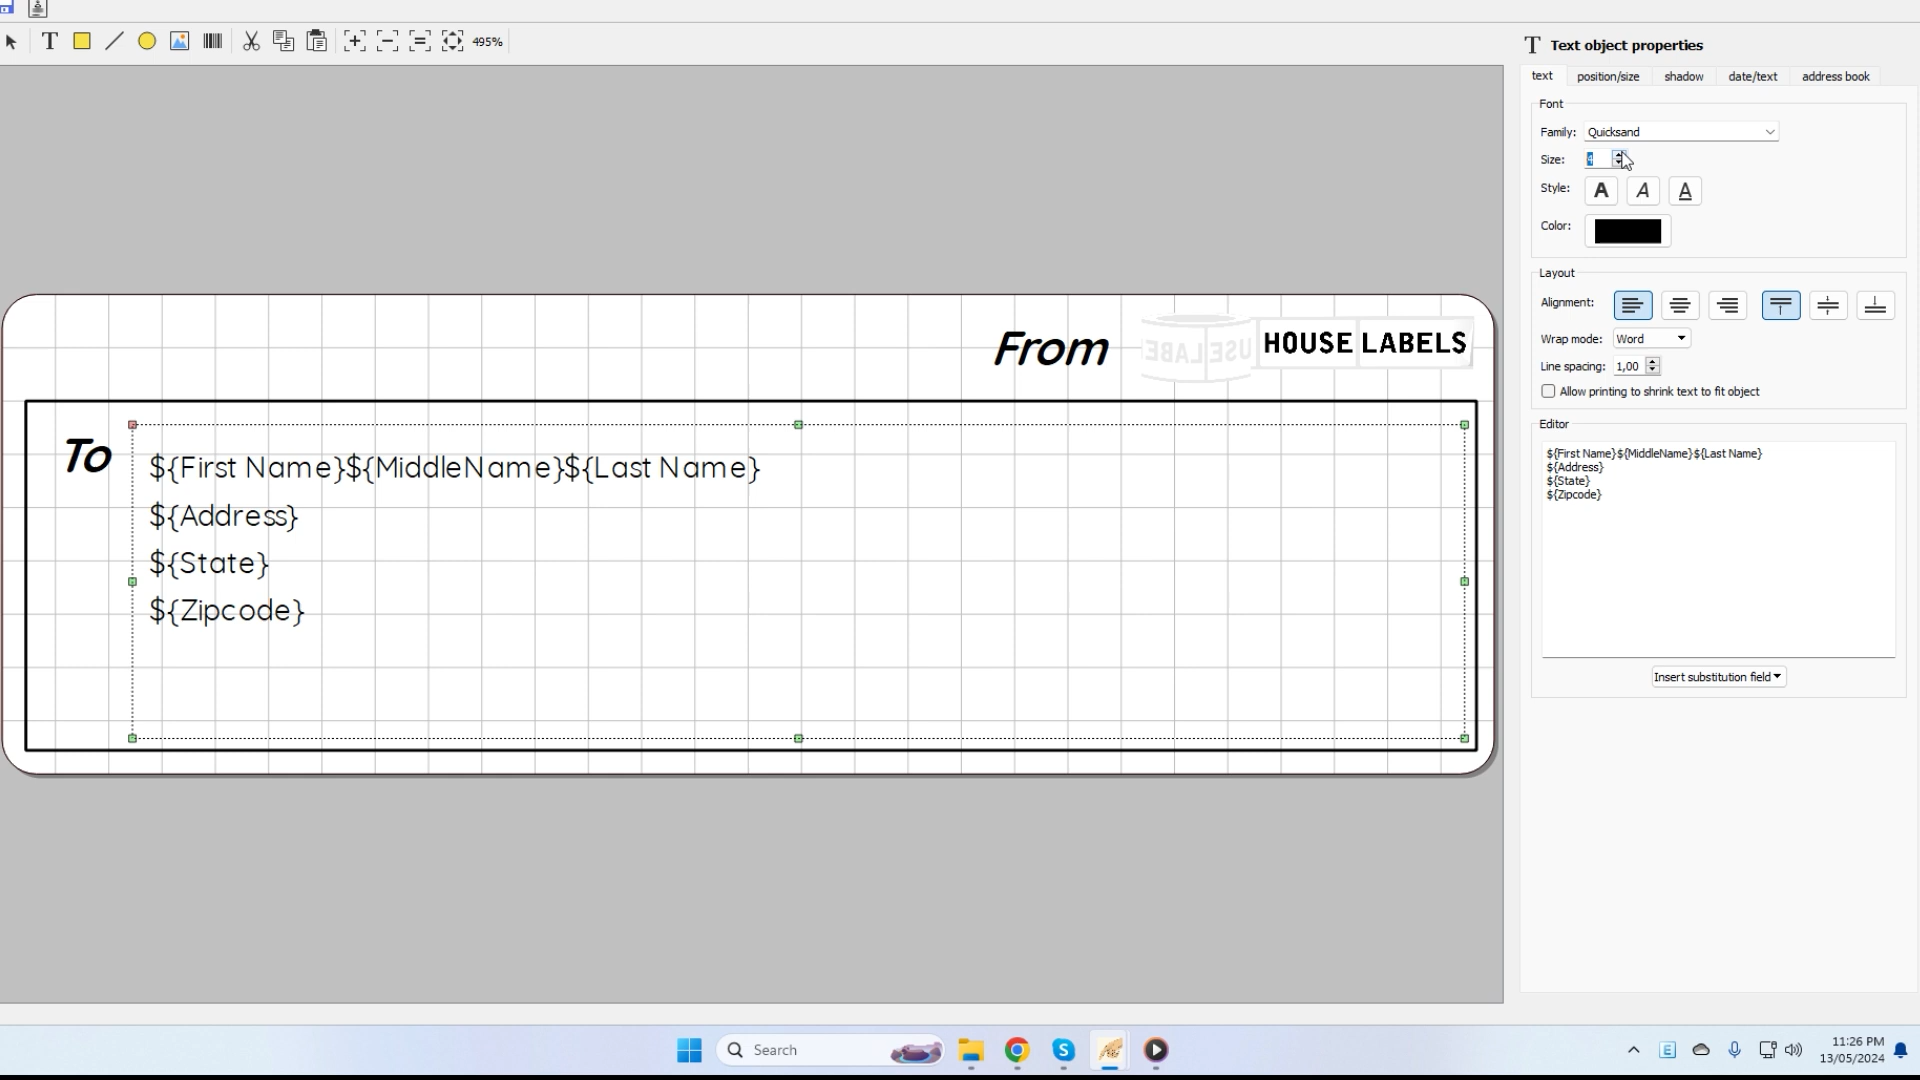 T 495%
T Text object properties
text position/size shadow date/text address book
Font
Family: Quicksand
Size: 4
Style: A A A
Color:
Layout
Alignment:
Wrap mode: Word
Line spacing: 1,00
Allow printing to shrink text to fit object
Editor
${First Name}${MiddleName}${Last Name}
${Address}
${State}
${Zipcode}
Insert substitution field
From HOUSE LABELS
USE LABE
To
${First Name}${MiddleName}${Last Name}
${Address}
${State}
${Zipcode}
Search
S
E
11:26 PM
13/05/2024